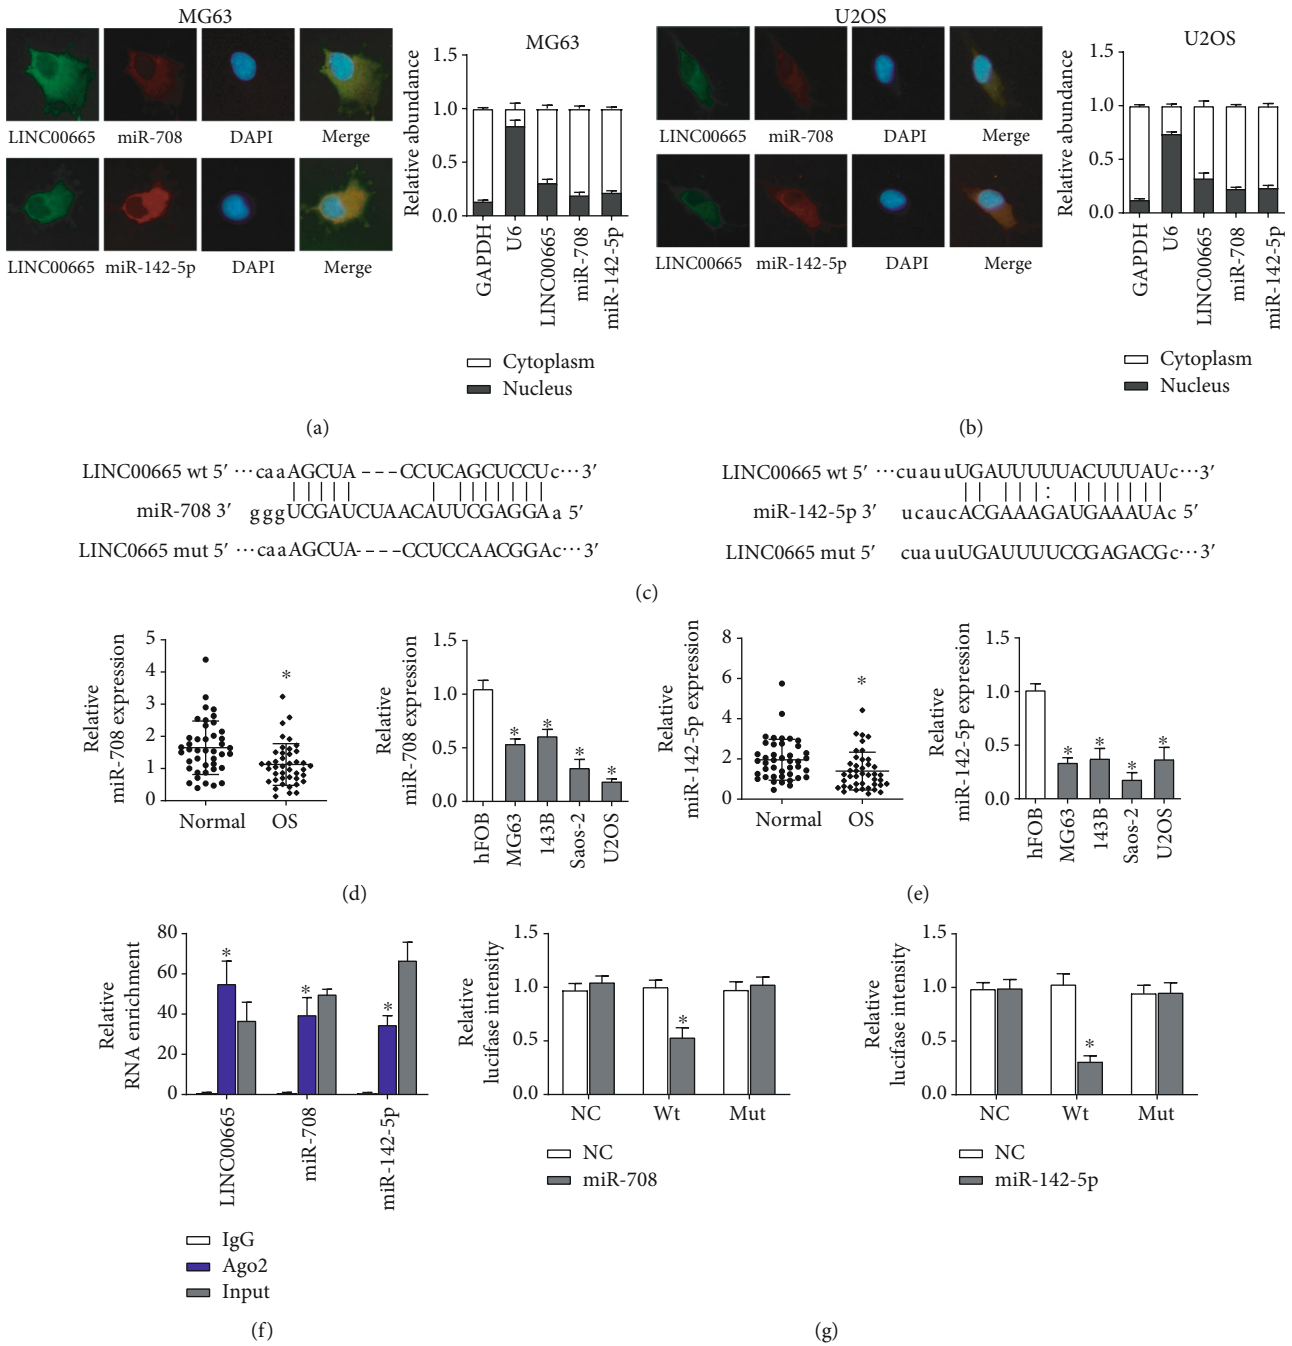 MG63
LINC00665 miR-708 DAPI Merge
LINC00665 miR-142-5p DAPI Merge
MG63
Relative abundance
1.5
1.0
0.5
0.0
GAPDH
U6
LINC00665
miR-708
miR-142-5p
Cytoplasm
Nucleus
(a)
U2OS
LINC00665 miR-708 DAPI Merge
LINC00665 miR-142-5p DAPI Merge
U2OS
Relative abundance
1.5
1.0
0.5
0.0
GAPDH
U6
LINC00665
miR-708
miR-142-5p
Cytoplasm
Nucleus
(b)
LINC00665 wt 5′ ···caaAGCUA – – –CCUCAGCUCCUc···3′
miR-708 3′ gggUCGAUCUAACAUUCGAGGAa 5′
LINC0665 mut 5′ ···caaAGCUA- - - -CCUCCAACGGAc···3′
LINC00665 wt 5′ ···cuauuUGAUUUUUACUUUAUc···3′
miR-142-5p 3′ ucaucACGAAAGAUGAAAUAc 5′
LINC0665 mut 5′ cuauuUGAUUUUCCGAGACGc···3′
(c)
Relative
miR-708 expression
5
4
3
2
1
0
*
Normal OS
Relative
miR-708 expression
1.5
1.0
0.5
0.0
* * * *
hFOB
MG63
143B
Saos-2
U2OS
(d)
Relative
miR-142-5p expression
8
6
4
2
0
*
Normal OS
Relative
miR-142-5p expression
1.5
1.0
0.5
0.0
* * * *
hFOB
MG63
143B
Saos-2
U2OS
(e)
Relative
RNA enrichment
80
60
40
20
0
* * *
LINC00665
miR-708
miR-142-5p
IgG
Ago2
Input
(f)
Relative
lucifase intensity
1.5
1.0
0.5
0.0
*
NC Wt Mut
NC
miR-708
Relative
lucifase intensity
1.5
1.0
0.5
0.0
*
NC Wt Mut
NC
miR-142-5p
(g)